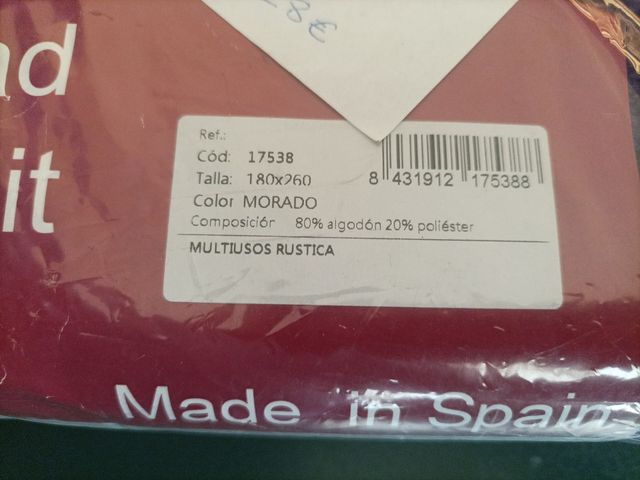 8€
ad
it
Ref.:
Cód: 17538
Talla: 180x260
Color MORADO
Composición 80% algodón 20% poliéster
MULTIUSOS RUSTICA
8 431912 175388
Made in Spain